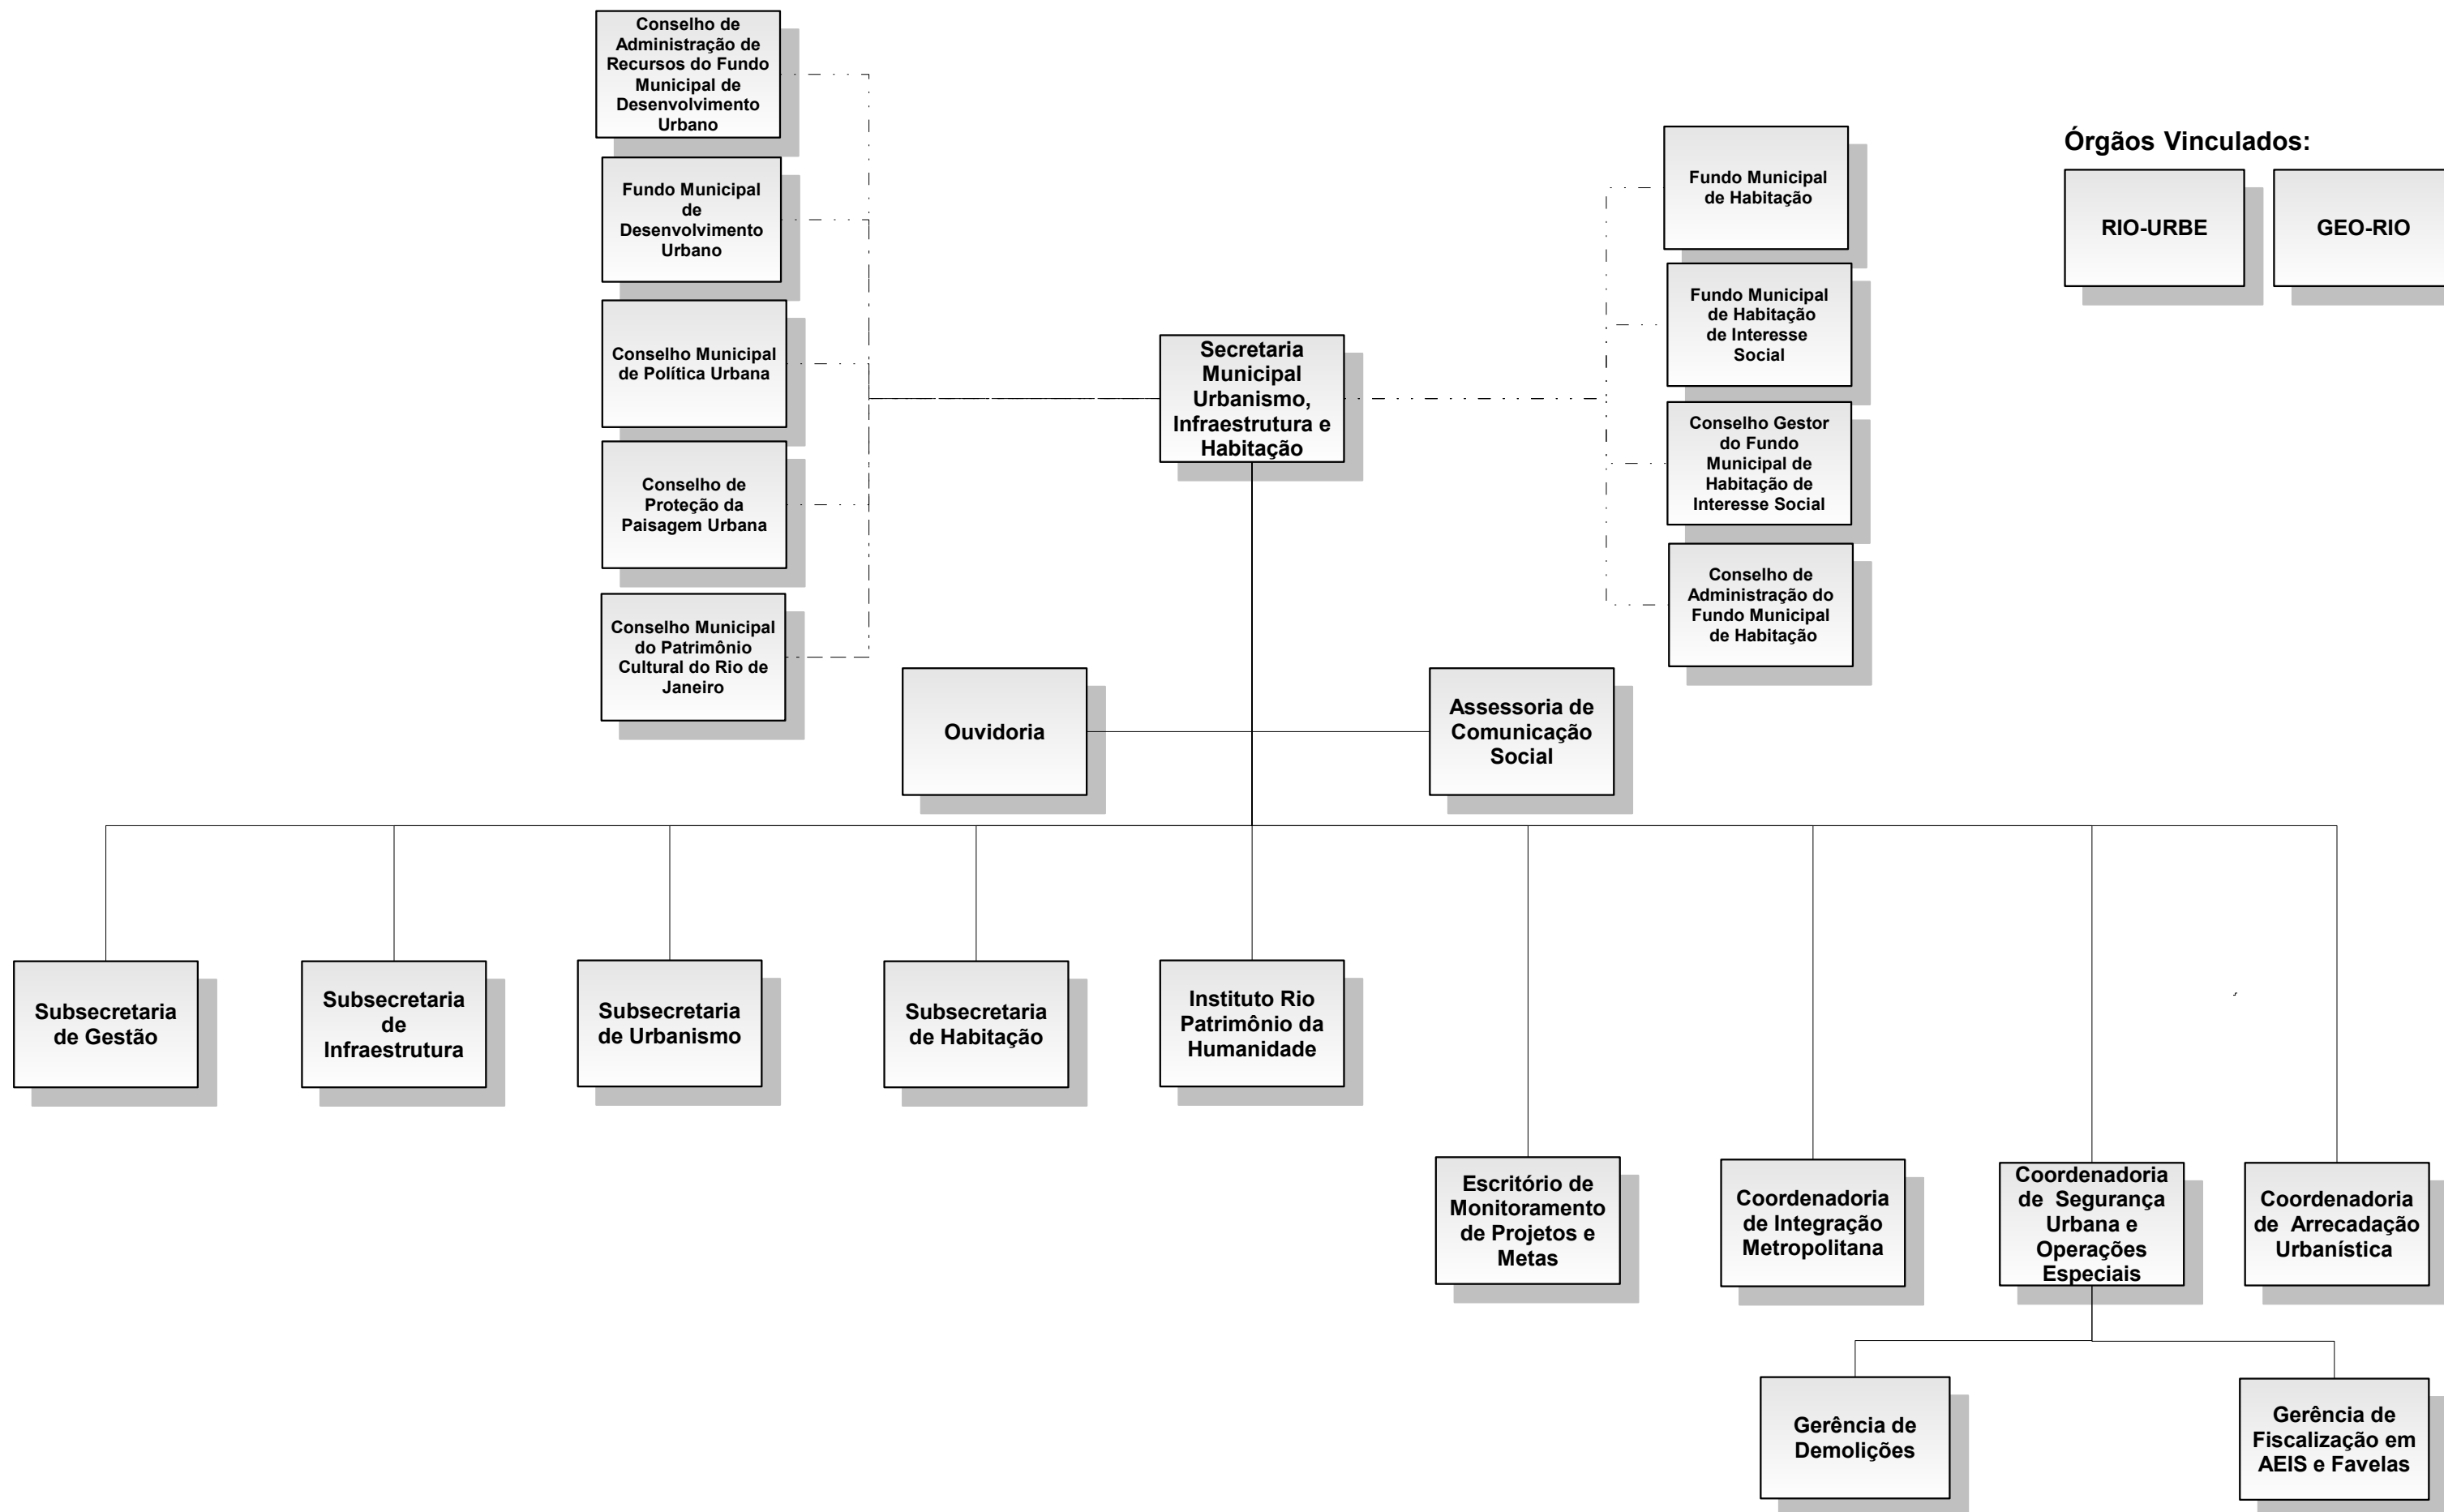 Conselho de
Administração de
Recursos do Fundo
Municipal de
Desenvolvimento
Urbano
Fundo Municipal
de
Desenvolvimento
Urbano
Conselho Municipal
de Política Urbana
Conselho de
Proteção da
Paisagem Urbana
Conselho Municipal
do Patrimônio
Cultural do Rio de
Janeiro
Secretaria
Municipal
Urbanismo,
Infraestrutura e
Habitação
Fundo Municipal
de Habitação
Fundo Municipal
de Habitação
de Interesse
Social
Conselho Gestor
do Fundo
Municipal de
Habitação de
Interesse Social
Conselho de
Administração do
Fundo Municipal
de Habitação
Órgãos Vinculados:
RIO-URBE
GEO-RIO
Ouvidoria
Assessoria de
Comunicação
Social
Subsecretaria
de Gestão
Subsecretaria
de
Infraestrutura
Subsecretaria
de Urbanismo
Subsecretaria
de Habitação
Instituto Rio
Patrimônio da
Humanidade
Escritório de
Monitoramento
de Projetos e
Metas
Coordenadoria
de Integração
Metropolitana
Coordenadoria
de Segurança
Urbana e
Operações
Especiais
Coordenadoria
de Arrecadação
Urbanística
Gerência de
Demolições
Gerência de
Fiscalização em
AEIS e Favelas